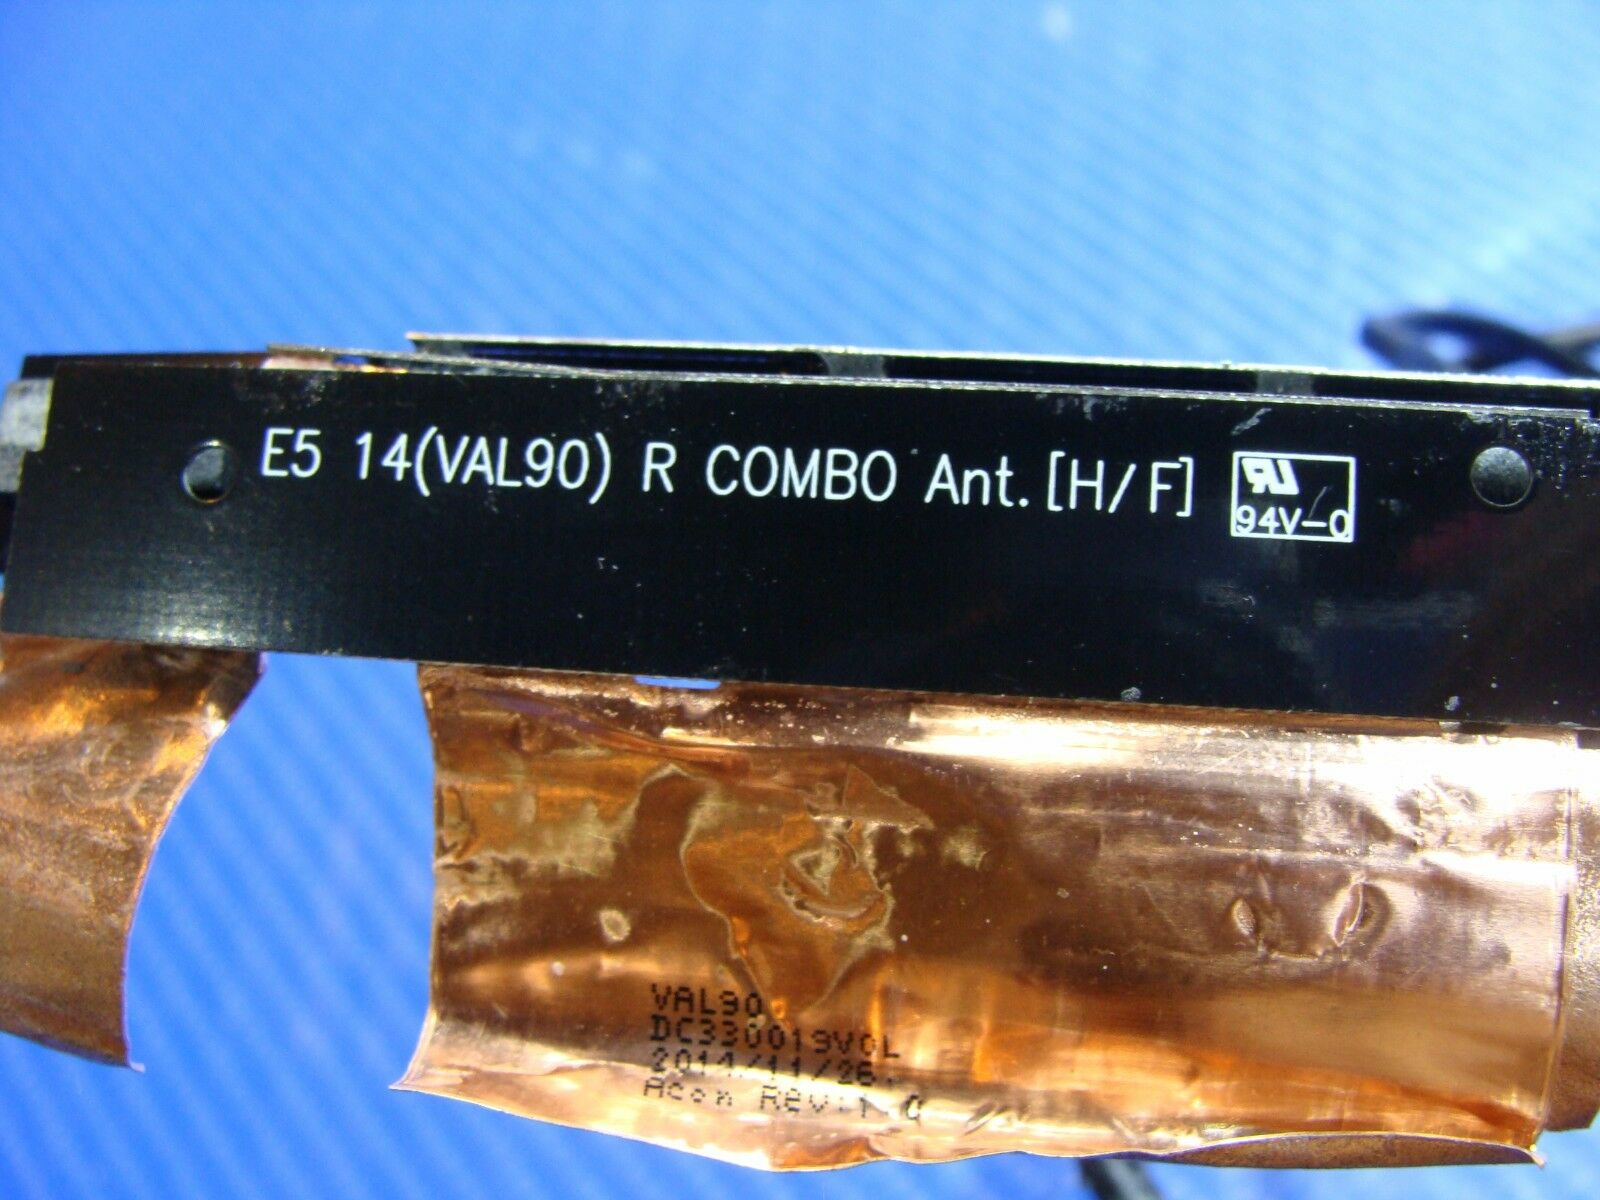 E5 14(VAL90) R COMBO Ant. [H/F]
94V-0
VAL90
DC330019V0L
2014/11/26.
Acon Rev:1.0